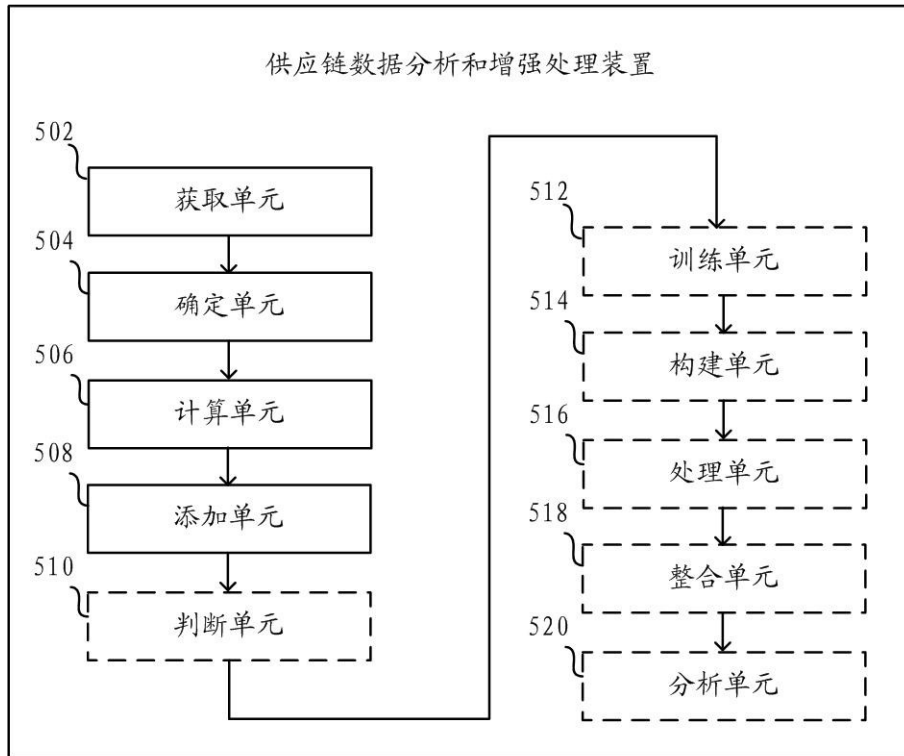 供应链数据分析和增强处理装置
502
获取单元
504
确定单元
506
计算单元
508
添加单元
510
判断单元
512
训练单元
514
构建单元
516
处理单元
518
整合单元
520
分析单元